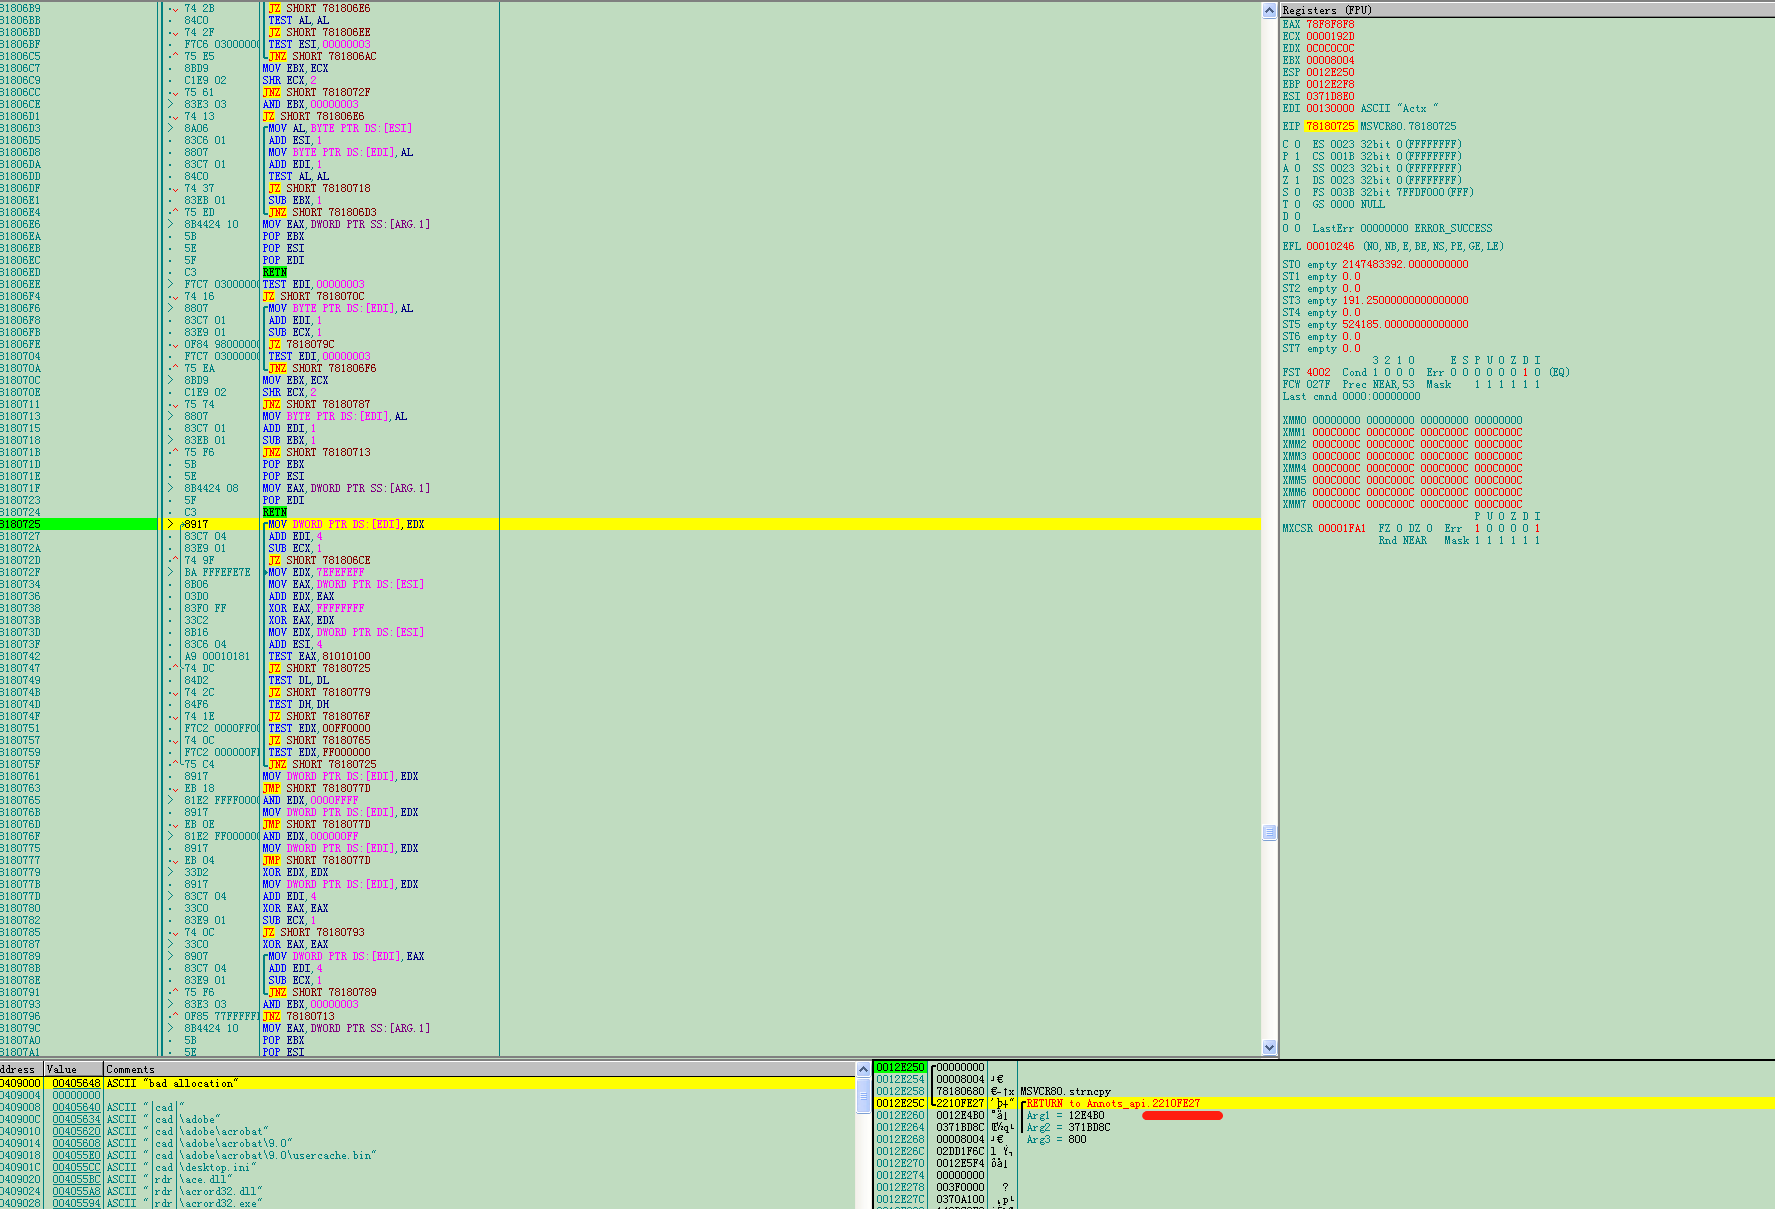 81806B9 74 2B JZ SHORT 781806E6
81806BB 84C0 TEST AL,AL
81806BD 74 2F JZ SHORT 781806EE
81806BF F7C6 03000000 TEST ESI,00000003
81806C5 75 E5 JNZ SHORT 781806AC
81806C7 8BD9 MOV EBX,ECX
81806C9 C1E9 02 SHR ECX,2
81806CC 75 61 JNZ SHORT 7818072F
81806CE > 83E3 03 AND EBX,00000003
81806D1 74 13 JZ SHORT 781806E6
81806D3 > 8A06 MOV AL,BYTE PTR DS:[ESI]
81806D5 83C6 01 ADD ESI,1
81806D8 8807 MOV BYTE PTR DS:[EDI],AL
81806DA 83C7 01 ADD EDI,1
81806DD 84C0 TEST AL,AL
81806DF 74 37 JZ SHORT 78180718
81806E1 83EB 01 SUB EBX,1
81806E4 75 ED JNZ SHORT 781806D3
81806E6 > 8B4424 10 MOV EAX,DWORD PTR SS:[ARG.1]
81806EA 5B POP EBX
81806EB 5E POP ESI
81806EC 5F POP EDI
81806ED C3 RETN
81806EE > F7C7 03000000 TEST EDI,00000003
81806F4 74 16 JZ SHORT 7818070C
81806F6 > 8807 MOV BYTE PTR DS:[EDI],AL
81806F8 83C7 01 ADD EDI,1
81806FB 83E9 01 SUB ECX,1
81806FE 0F84 98000000 JZ 7818079C
8180704 F7C7 03000000 TEST EDI,00000003
818070A 75 EA JNZ SHORT 781806F6
818070C > 8BD9 MOV EBX,ECX
818070E C1E9 02 SHR ECX,2
8180711 75 74 JNZ SHORT 78180787
8180713 > 8807 MOV BYTE PTR DS:[EDI],AL
8180715 83C7 01 ADD EDI,1
8180718 > 83EB 01 SUB EBX,1
818071B 75 F6 JNZ SHORT 78180713
818071D 5B POP EBX
818071E 5E POP ESI
818071F > 8B4424 08 MOV EAX,DWORD PTR SS:[ARG.1]
8180723 5F POP EDI
8180724 C3 RETN
8180725 > 8917 MOV DWORD PTR DS:[EDI],EDX
8180727 83C7 04 ADD EDI,4
818072A 83E9 01 SUB ECX,1
818072D 74 9F JZ SHORT 781806CE
818072F > BA FFFEFE7E MOV EDX,7EFEFEFF
8180734 8B06 MOV EAX,DWORD PTR DS:[ESI]
8180736 03D0 ADD EDX,EAX
8180738 83F0 FF XOR EAX,FFFFFFFF
818073B 33C2 XOR EAX,EDX
818073D 8B16 MOV EDX,DWORD PTR DS:[ESI]
818073F 83C6 04 ADD ESI,4
8180742 A9 00010181 TEST EAX,81010100
8180747 74 DC JZ SHORT 78180725
8180749 84D2 TEST DL,DL
818074B 74 2C JZ SHORT 78180779
818074D 84F6 TEST DH,DH
818074F 74 1E JZ SHORT 7818076F
8180751 F7C2 0000FF00 TEST EDX,00FF0000
8180757 74 0C JZ SHORT 78180765
8180759 F7C2 000000FF TEST EDX,FF000000
818075F 75 C4 JNZ SHORT 78180725
8180761 8917 MOV DWORD PTR DS:[EDI],EDX
8180763 EB 18 JMP SHORT 7818077D
8180765 > 81E2 FFFF0000 AND EDX,0000FFFF
818076B 8917 MOV DWORD PTR DS:[EDI],EDX
818076D EB 0E JMP SHORT 7818077D
818076F > 81E2 FF000000 AND EDX,000000FF
8180775 8917 MOV DWORD PTR DS:[EDI],EDX
8180777 EB 04 JMP SHORT 7818077D
8180779 > 33D2 XOR EDX,EDX
818077B 8917 MOV DWORD PTR DS:[EDI],EDX
818077D > 83C7 04 ADD EDI,4
8180780 33C0 XOR EAX,EAX
8180782 83E9 01 SUB ECX,1
8180785 74 0C JZ SHORT 78180793
8180787 > 33C0 XOR EAX,EAX
8180789 > 8907 MOV DWORD PTR DS:[EDI],EAX
818078B 83C7 04 ADD EDI,4
818078E 83E9 01 SUB ECX,1
8180791 75 F6 JNZ SHORT 78180789
8180793 > 83E3 03 AND EBX,00000003
8180796 0F85 77FFFFFF JNZ 78180713
818079C > 8B4424 10 MOV EAX,DWORD PTR SS:[ARG.1]
81807A0 5B POP EBX
81807A1 5E POP ESI
Registers (FPU)
EAX 78F8F8F8
ECX 0000192D
EDX 0C0C0C0C
EBX 00008004
ESP 0012E250
EBP 0012E2F8
ESI 0371D8E0
EDI 00130000 ASCII "Actx "
EIP 78180725 MSVCR80.78180725
C 0 ES 0023 32bit 0(FFFFFFFF)
P 1 CS 001B 32bit 0(FFFFFFFF)
A 0 SS 0023 32bit 0(FFFFFFFF)
Z 1 DS 0023 32bit 0(FFFFFFFF)
S 0 FS 003B 32bit 7FFDF000(FFF)
T 0 GS 0000 NULL
D 0
O 0 LastErr 00000000 ERROR_SUCCESS
EFL 00010246 (NO,NB,E,BE,NS,PE,GE,LE)
ST0 empty 2147483392.0000000000
ST1 empty 0.0
ST2 empty 0.0
ST3 empty 191.25000000000000000
ST4 empty 0.0
ST5 empty 524185.00000000000000
ST6 empty 0.0
ST7 empty 0.0
3 2 1 0 E S P U O Z D I
FST 4002 Cond 1 0 0 0 Err 0 0 0 0 0 0 1 0 (EQ)
FCW 027F Prec NEAR,53 Mask 1 1 1 1 1 1
Last cmnd 0000:00000000
XMM0 00000000 00000000 00000000 00000000
XMM1 000C000C 000C000C 000C000C 000C000C
XMM2 000C000C 000C000C 000C000C 000C000C
XMM3 000C000C 000C000C 000C000C 000C000C
XMM4 000C000C 000C000C 000C000C 000C000C
XMM5 000C000C 000C000C 000C000C 000C000C
XMM6 000C000C 000C000C 000C000C 000C000C
XMM7 000C000C 000C000C 000C000C 000C000C
P U O Z D I
MXCSR 00001FA1 FZ 0 DZ 0 Err 1 0 0 0 0 1
Rnd NEAR Mask 1 1 1 1 1 1
ddress Value Comments
0409000 00405648 ASCII "bad allocation"
0409004 00000000
0409008 00405640 ASCII "|cad|"
040900C 00405634 ASCII "|cad|\adobe"
0409010 00405620 ASCII "|cad|\adobe\acrobat"
0409014 00405608 ASCII "|cad|\adobe\acrobat\9.0"
0409018 004055E0 ASCII "|cad|\adobe\acrobat\9.0\usercache.bin"
040901C 004055CC ASCII "|cad|\desktop.ini"
0409020 004055BC ASCII "|rdr|\ace.dll"
0409024 004055A8 ASCII "|rdr|\acrord32.dll"
0409028 00405594 ASCII "|rdr|\acrord32.exe"
0012E250 00000000
0012E254 00008004
0012E258 78180680 MSVCR80.strncpy
0012E25C 2210FE27 RETURN to Annots_api.2210FE27
0012E260 0012E4B0 Arg1 = 12E4B0
0012E264 0371BD8C Arg2 = 371BD8C
0012E268 00008004 Arg3 = 800
0012E26C 02DD1F6C
0012E270 0012E5F4
0012E274 00000000
0012E278 003F0000 ?
0012E27C 0370A100